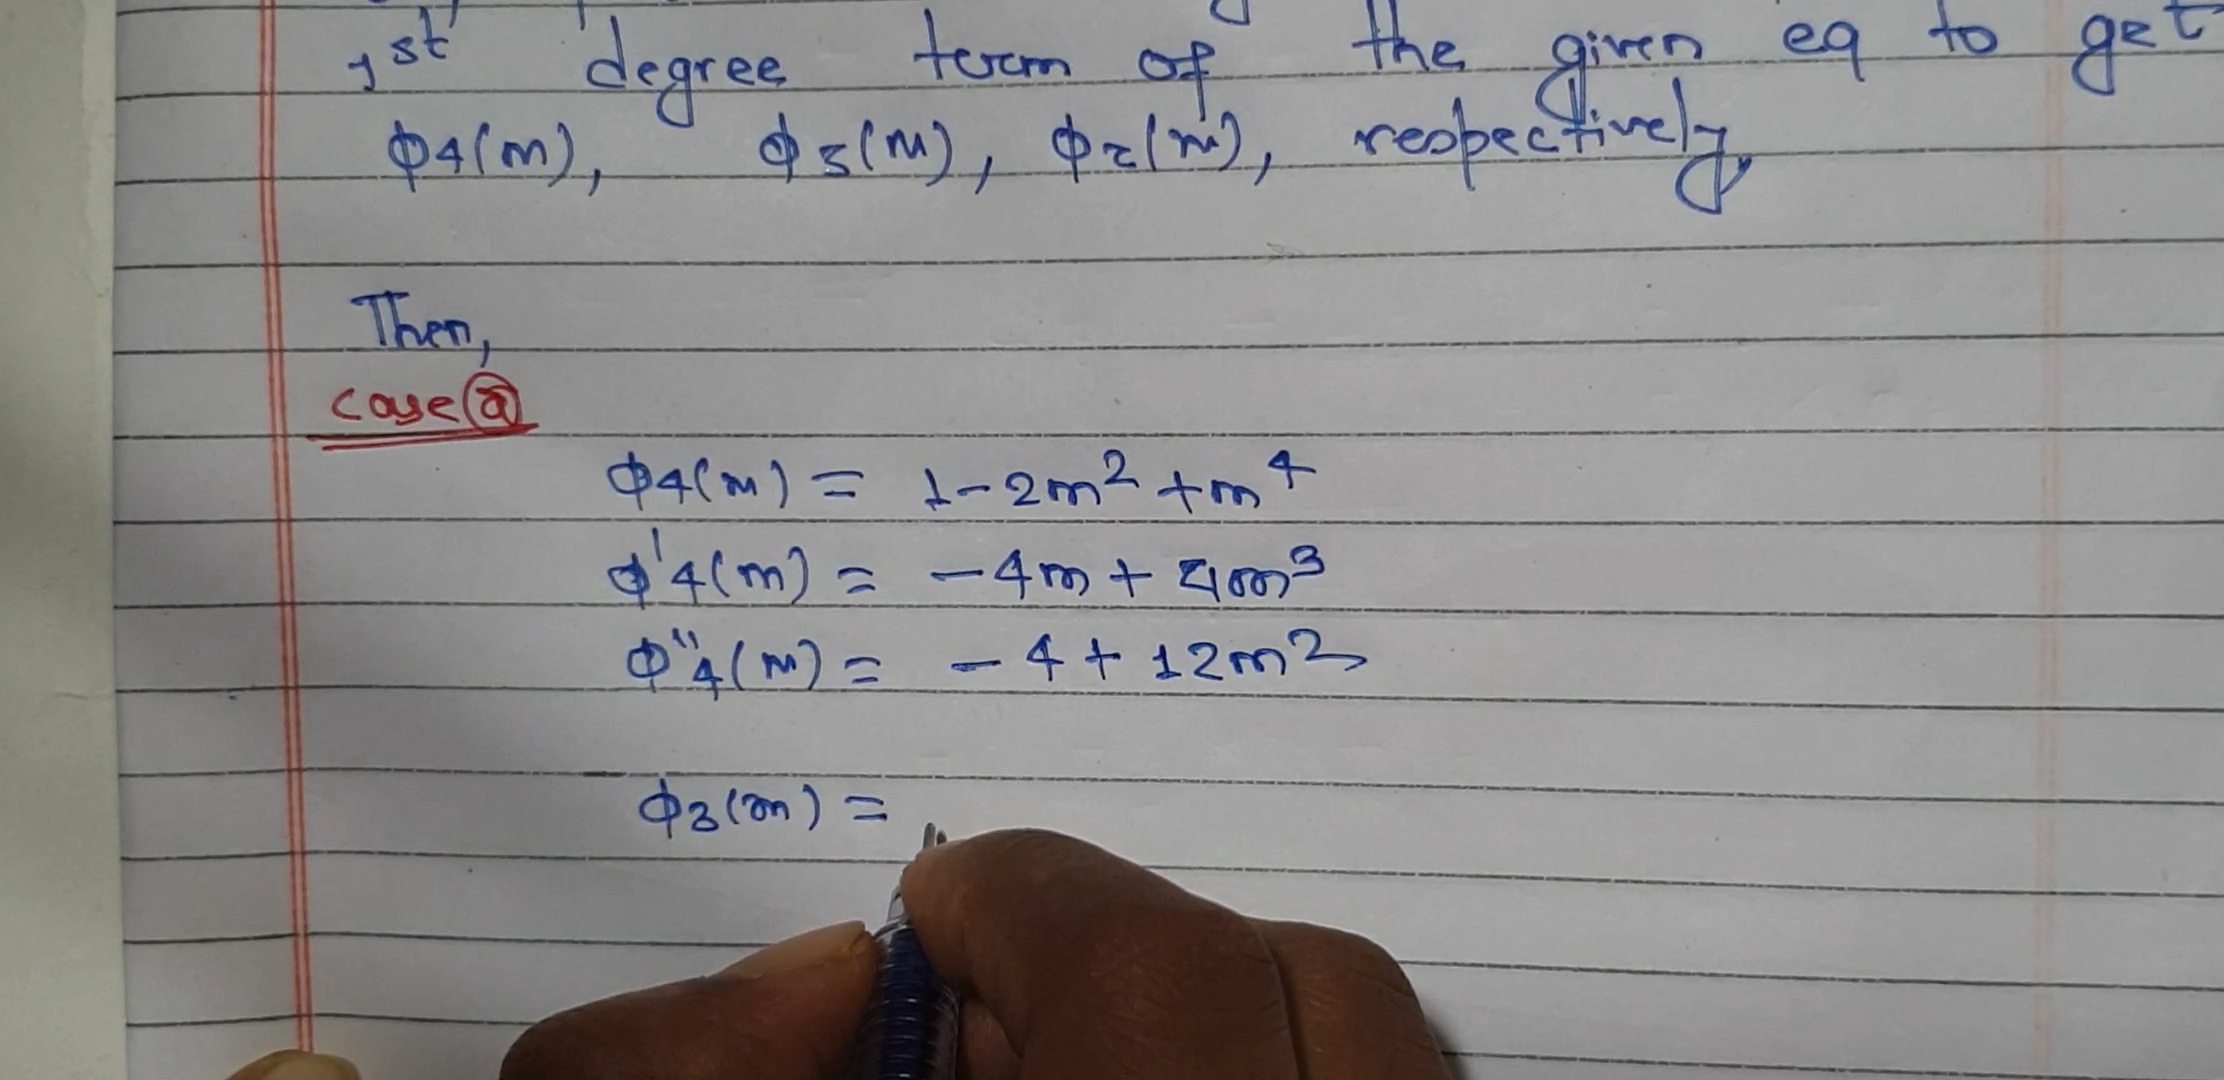 1st degree term of the given eq to get
ϕ4(m), ϕ3(m), ϕ2(m), respectively
Then,
case ⓐ
ϕ4(m) = 1-2m²+m⁴
ϕ'4(m) = -4m+4m³
ϕ"4(m) = -4+12m²
ϕ3(m) =